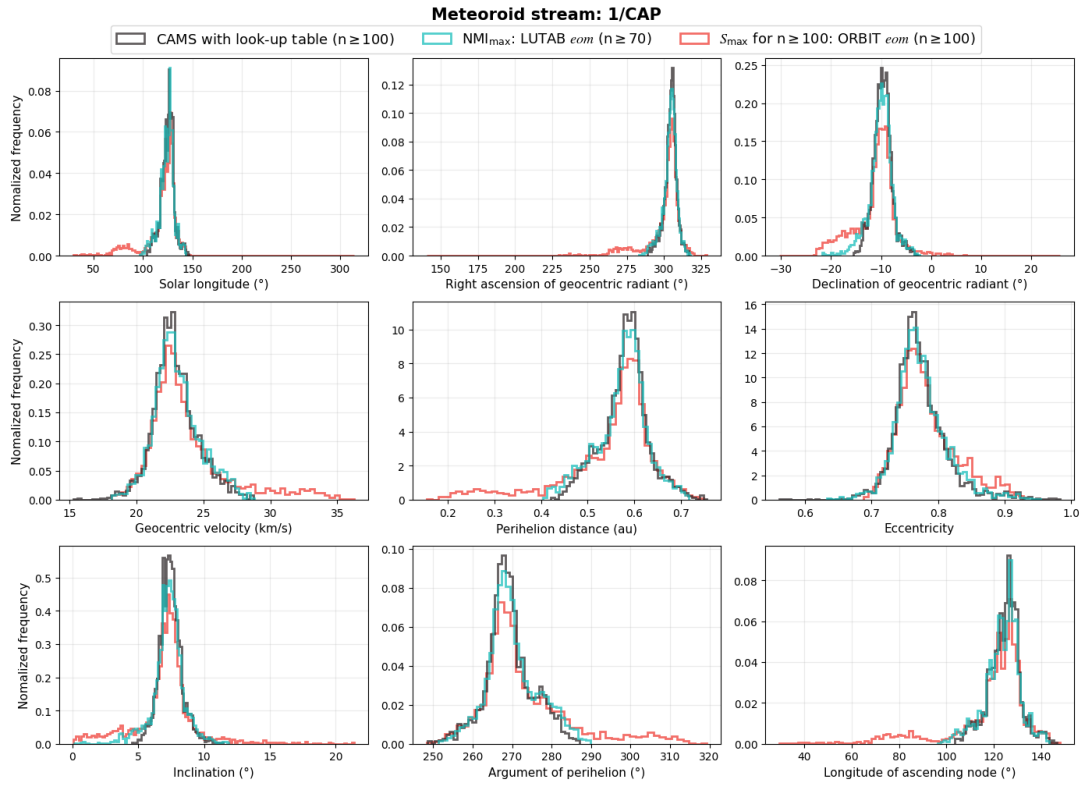 Meteoroid stream: 1/CAP
CAMS with look-up table (n ≥ 100)
NMImax: LUTAB eom (n ≥ 70)
Smax for n ≥ 100: ORBIT eom (n ≥ 100)
Nomalized frequency
0.00 0.02 0.04 0.06 0.08
50 100 150 200 250 300
Solar longitude (°)
0.00 0.02 0.04 0.06 0.08 0.10 0.12
150 175 200 225 250 275 300 325
Right ascension of geocentric radiant (°)
0.00 0.05 0.10 0.15 0.20 0.25
−30 −20 −10 0 10 20
Declination of geocentric radiant (°)
Nomalized frequency
0.00 0.05 0.10 0.15 0.20 0.25 0.30
15 20 25 30 35
Geocentric velocity (km/s)
0 2 4 6 8 10
0.2 0.3 0.4 0.5 0.6 0.7
Perihelion distance (au)
0 2 4 6 8 10 12 14 16
0.6 0.7 0.8 0.9 1.0
Eccentricity
Nomalized frequency
0.0 0.1 0.2 0.3 0.4 0.5
0 5 10 15 20
Inclination (°)
0.00 0.02 0.04 0.06 0.08 0.10
250 260 270 280 290 300 310 320
Argument of perihelion (°)
0.00 0.02 0.04 0.06 0.08
40 60 80 100 120 140
Longitude of ascending node (°)